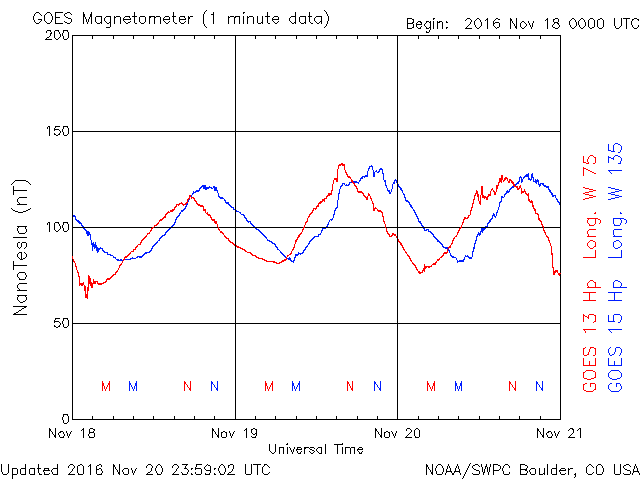 GOES Magnetometer (1 minute data)
Begin: 2016 Nov 18 0000 UTC
200
150
100
50
0
NanoTesla (nT)
M M N N M M N N M M N N
Nov 18 Nov 19 Nov 20 Nov 21
Universal Time
GOES 13 Hp Long. W 75
GOES 15 Hp Long. W 135
Updated 2016 Nov 20 23:59:02 UTC
NOAA/SWPC Boulder, CO USA